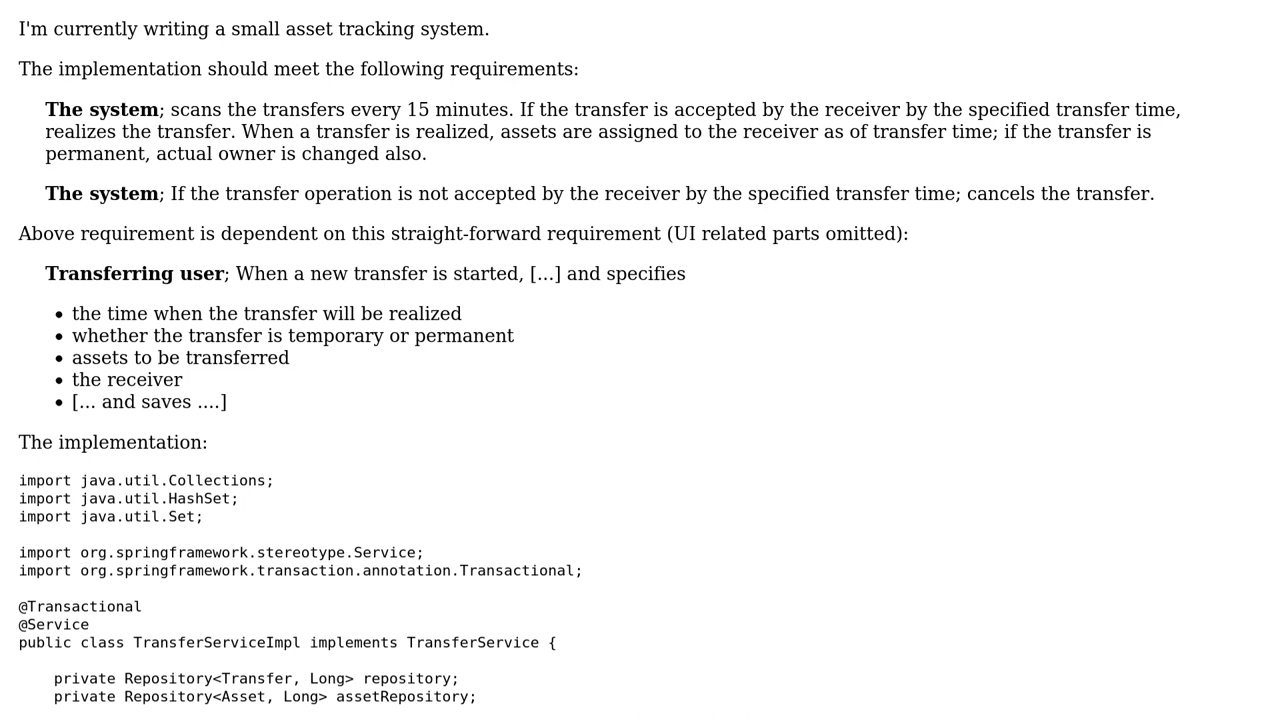 I'm currently writing a small asset tracking system.
The implementation should meet the following requirements:
The system; scans the transfers every 15 minutes. If the transfer is accepted by the receiver by the specified transfer time,
realizes the transfer. When a transfer is realized, assets are assigned to the receiver as of transfer time; if the transfer is
permanent, actual owner is changed also.
The system; If the transfer operation is not accepted by the receiver by the specified transfer time; cancels the transfer.
Above requirement is dependent on this straight-forward requirement (UI related parts omitted):
Transferring user; When a new transfer is started, [...] and specifies
• the time when the transfer will be realized
• whether the transfer is temporary or permanent
• assets to be transferred
• the receiver
• [... and saves ....]
The implementation:
import java.util.Collections;
import java.util.HashSet;
import java.util.Set;
import org.springframework.stereotype.Service;
import org.springframework.transaction.annotation.Transactional;
@Transactional
@Service
public class TransferServiceImpl implements TransferService {
    private Repository<Transfer, Long> repository;
    private Repository<Asset, Long> assetRepository;